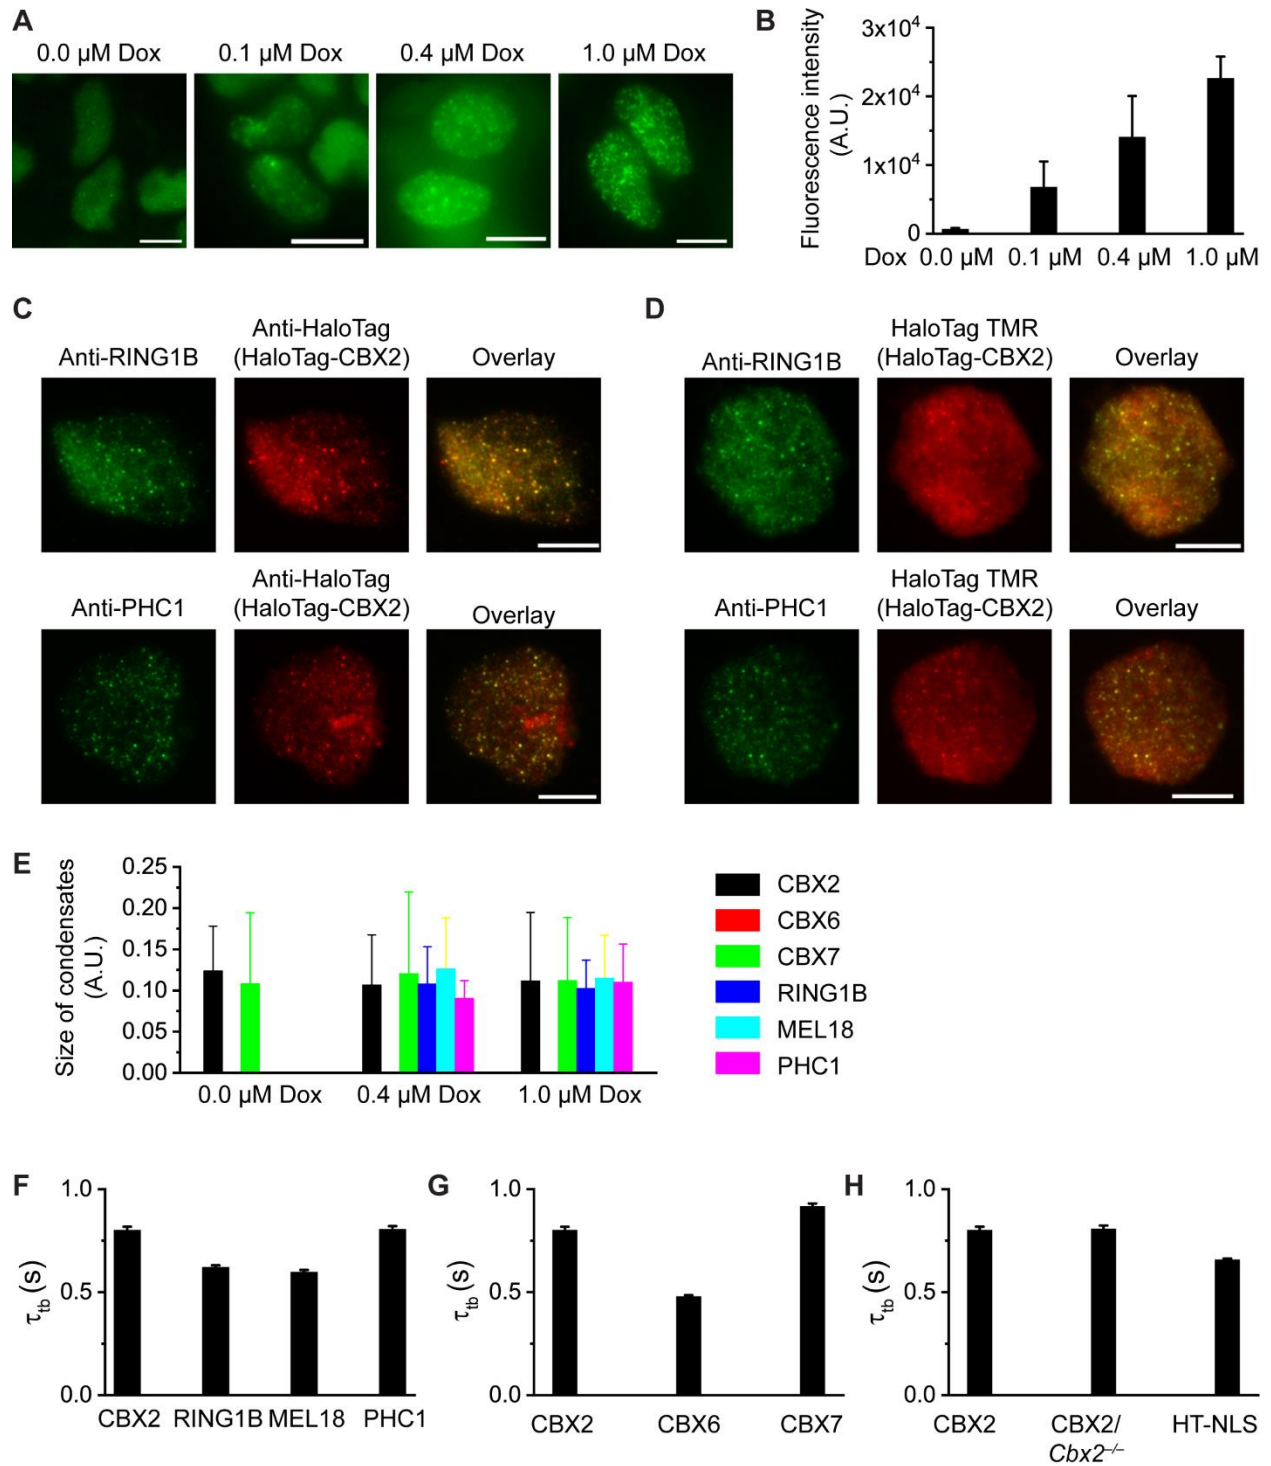 A
0.0 µM Dox 0.1 µM Dox 0.4 µM Dox 1.0 µM Dox
B
Fluorescence intensity
(A.U.)
3x10⁴
2x10⁴
1x10⁴
0
Dox 0.0 µM 0.1 µM 0.4 µM 1.0 µM
C
Anti-RING1B
Anti-HaloTag
(HaloTag-CBX2)
Overlay
Anti-PHC1
Anti-HaloTag
(HaloTag-CBX2)
Overlay
D
Anti-RING1B
HaloTag TMR
(HaloTag-CBX2)
Overlay
Anti-PHC1
HaloTag TMR
(HaloTag-CBX2)
Overlay
E
Size of condensates
(A.U.)
0.25
0.20
0.15
0.10
0.05
0.00
0.0 µM Dox 0.4 µM Dox 1.0 µM Dox
CBX2
CBX6
CBX7
RING1B
MEL18
PHC1
F
τtb (s)
1.0
0.5
0.0
CBX2 RING1B MEL18 PHC1
G
τtb (s)
1.0
0.5
0.0
CBX2 CBX6 CBX7
H
τtb (s)
1.0
0.5
0.0
CBX2 CBX2/ HT-NLS
Cbx2⁻/⁻